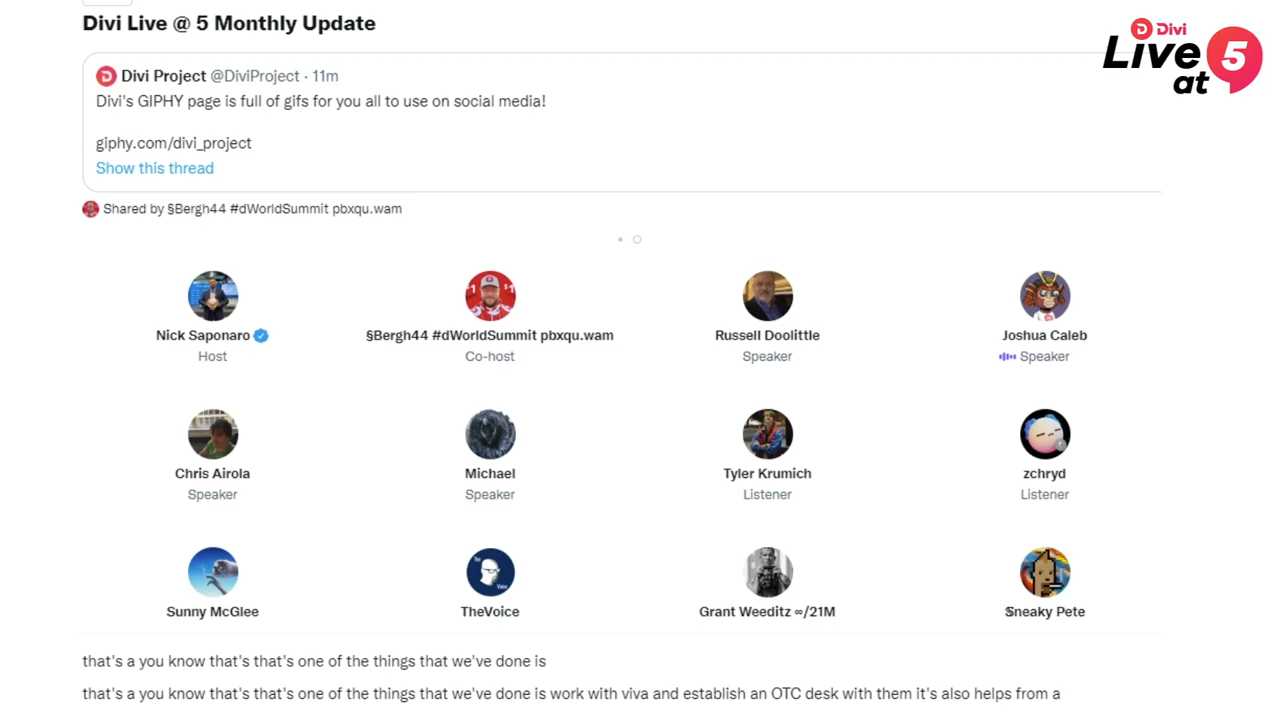 Divi Live @ 5 Monthly Update
Divi
Live
at
5
Divi Project @DiviProject · 11m
Divi's GIPHY page is full of gifs for you all to use on social media!
giphy.com/divi_project
Show this thread
Shared by §Bergh44 #dWorldSummit pbxqu.wam
Nick Saponaro
Host
§Bergh44 #dWorldSummit pbxqu.wam
Co-host
Russell Doolittle
Speaker
Joshua Caleb
Speaker
Chris Airola
Speaker
Michael
Speaker
Tyler Krumich
Listener
zchryd
Listener
Sunny McGlee
TheVoice
Grant Weeditz ∞/21M
Sneaky Pete
that's a you know that's that's one of the things that we've done is
that's a you know that's that's one of the things that we've done is work with viva and establish an OTC desk with them it's also helps from a